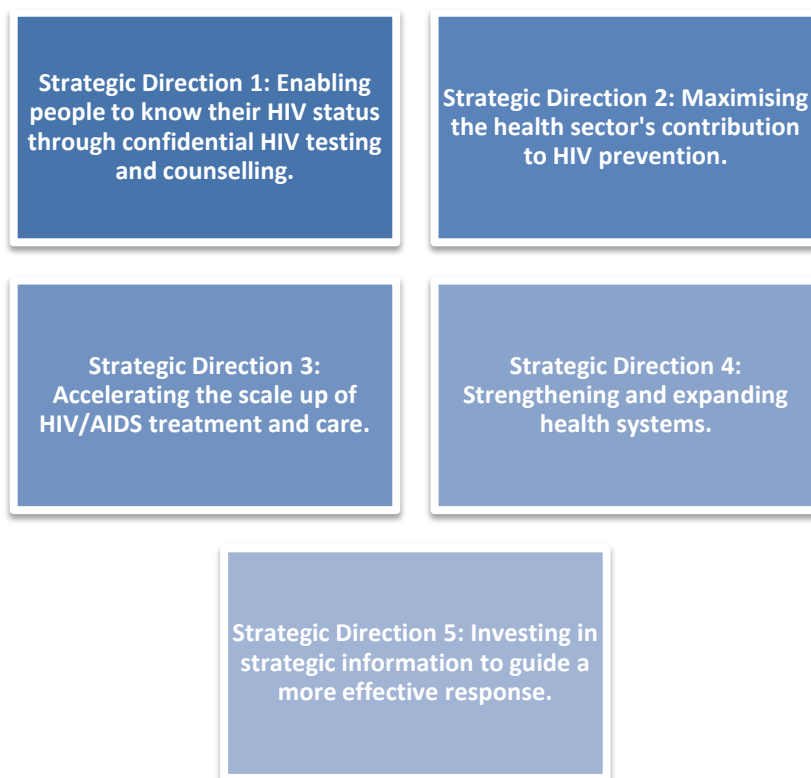 Strategic Direction 1: Enabling
people to know their HIV status
through confidential HIV testing
and counselling.
Strategic Direction 2: Maximising
the health sector's contribution
to HIV prevention.
Strategic Direction 3:
Accelerating the scale up of
HIV/AIDS treatment and care.
Strategic Direction 4:
Strengthening and expanding
health systems.
Strategic Direction 5: Investing in
strategic information to guide a
more effective response.